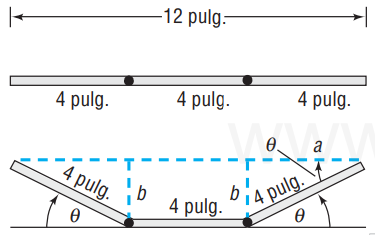 12 pulg.
4 pulg. 4 pulg. 4 pulg.
θ a
4 pulg. b b 4 pulg.
4 pulg.
θ θ